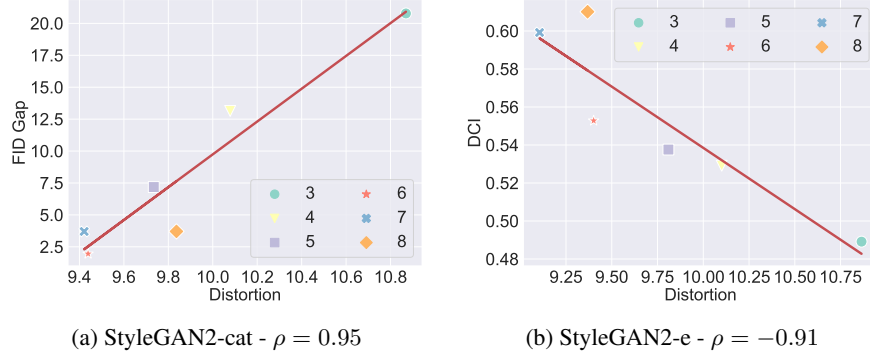 20.0
17.5
15.0
12.5
10.0
7.5
5.0
2.5
FID Gap
3 6
4 7
5 8
9.4 9.6 9.8 10.0 10.2 10.4 10.6 10.8
Distortion
(a) StyleGAN2-cat - ρ = 0.95
0.60
0.58
0.56
0.54
0.52
0.50
0.48
DCI
3 5 7
4 6 8
9.25 9.50 9.75 10.00 10.25 10.50 10.75
Distortion
(b) StyleGAN2-e - ρ = −0.91